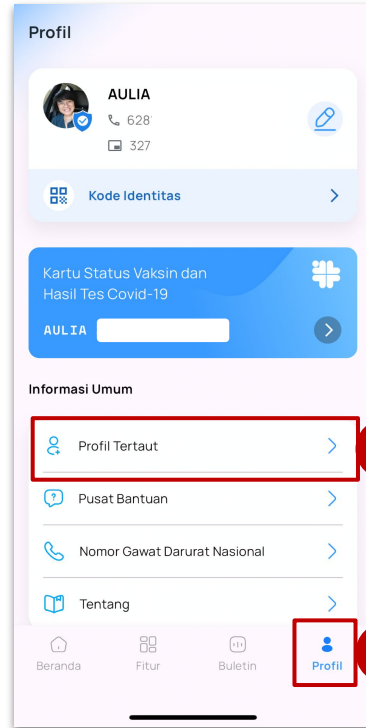 Profil
AULIA
628
327
Kode Identitas
Kartu Status Vaksin dan
Hasil Tes Covid-19
AULIA
Informasi Umum
Profil Tertaut
Pusat Bantuan
Nomor Gawat Darurat Nasional
Tentang
Beranda
Fitur
Buletin
Profil